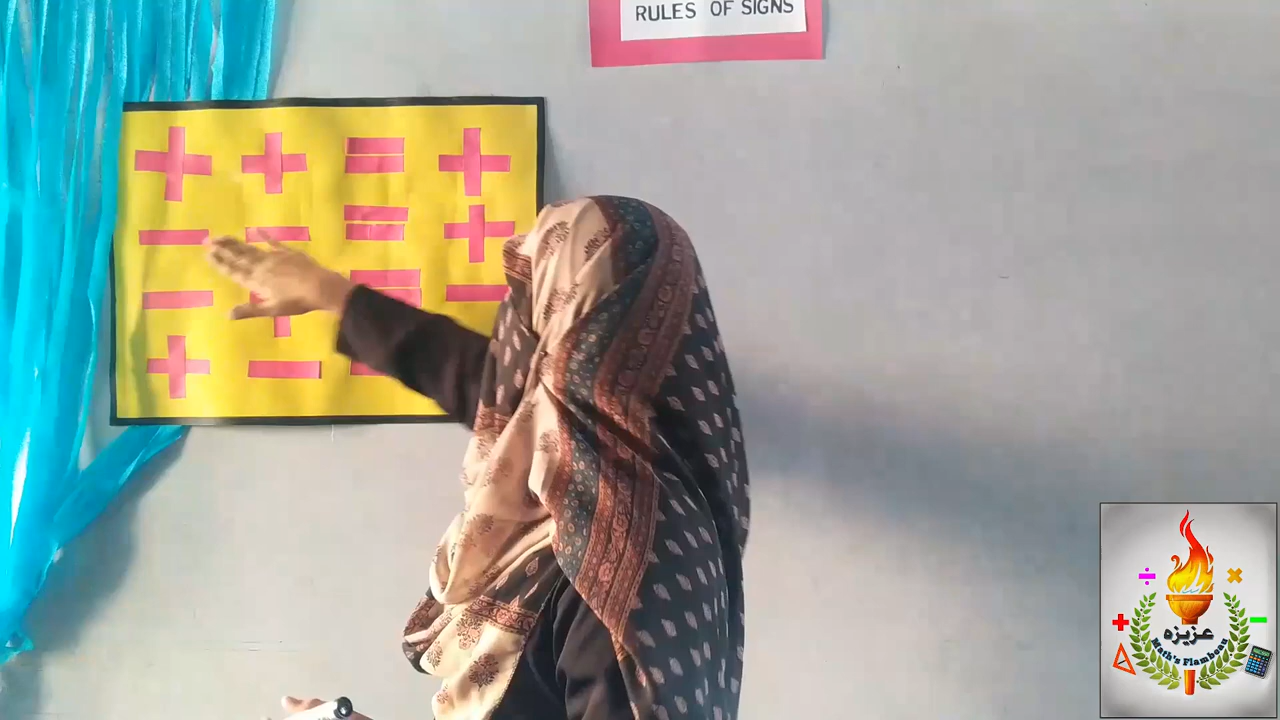 RULES OF SIGNS
+ + = +
- - = +
- + = -
+ -
عزیزہ
Math's Flambeau